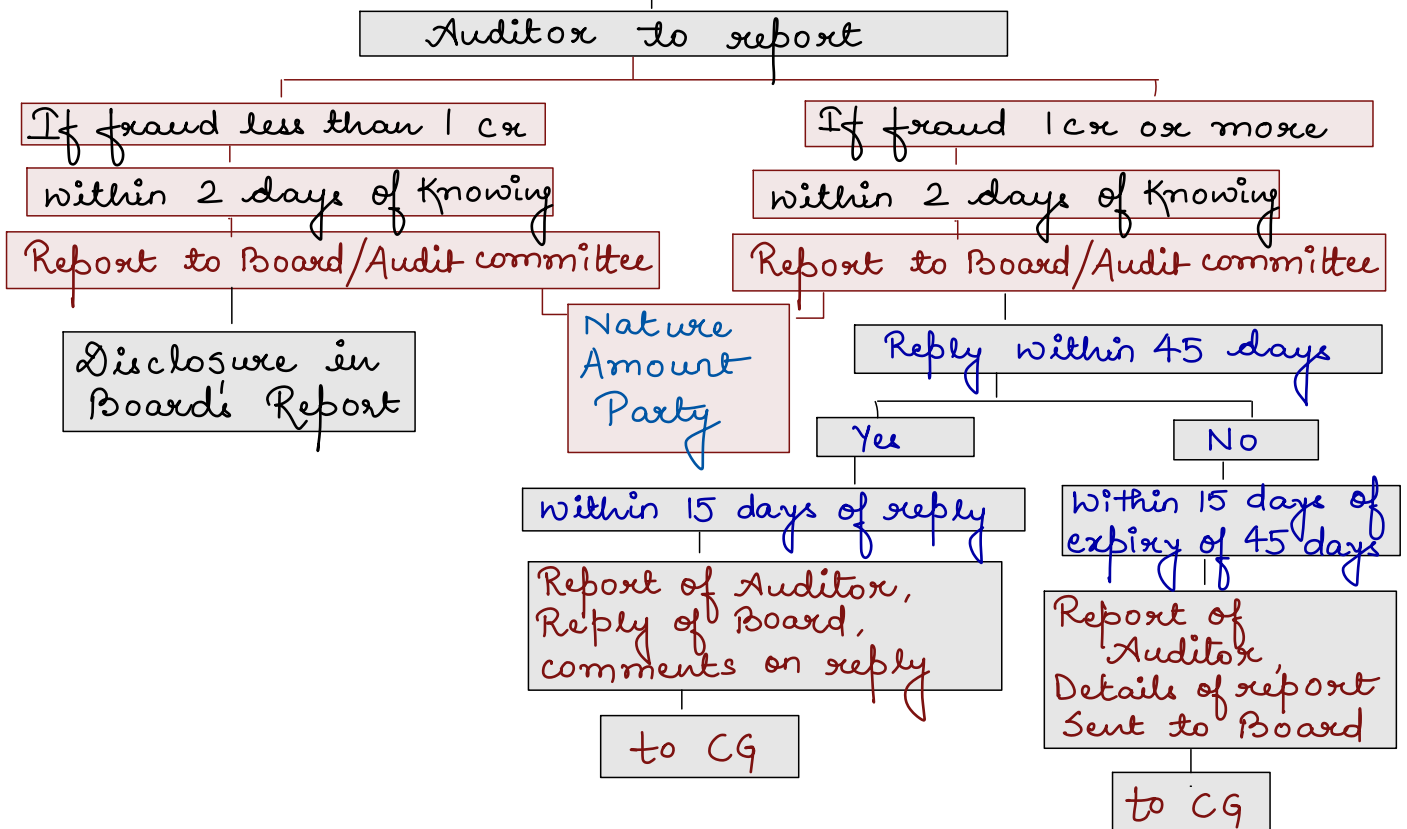 Auditor to report
If fraud less than 1 cr
within 2 days of Knowing
Report to Board/Audit committee
Disclosure in
Board's Report
Nature
Amount
Party
If fraud 1cr or more
within 2 days of Knowing
Report to Board/Audit committee
Reply within 45 days
Yes
within 15 days of reply
Report of Auditor,
Reply of Board,
comments on reply
to CG
No
Within 15 days of
expiry of 45 days
Report of
Auditor,
Details of report
Sent to Board
to CG